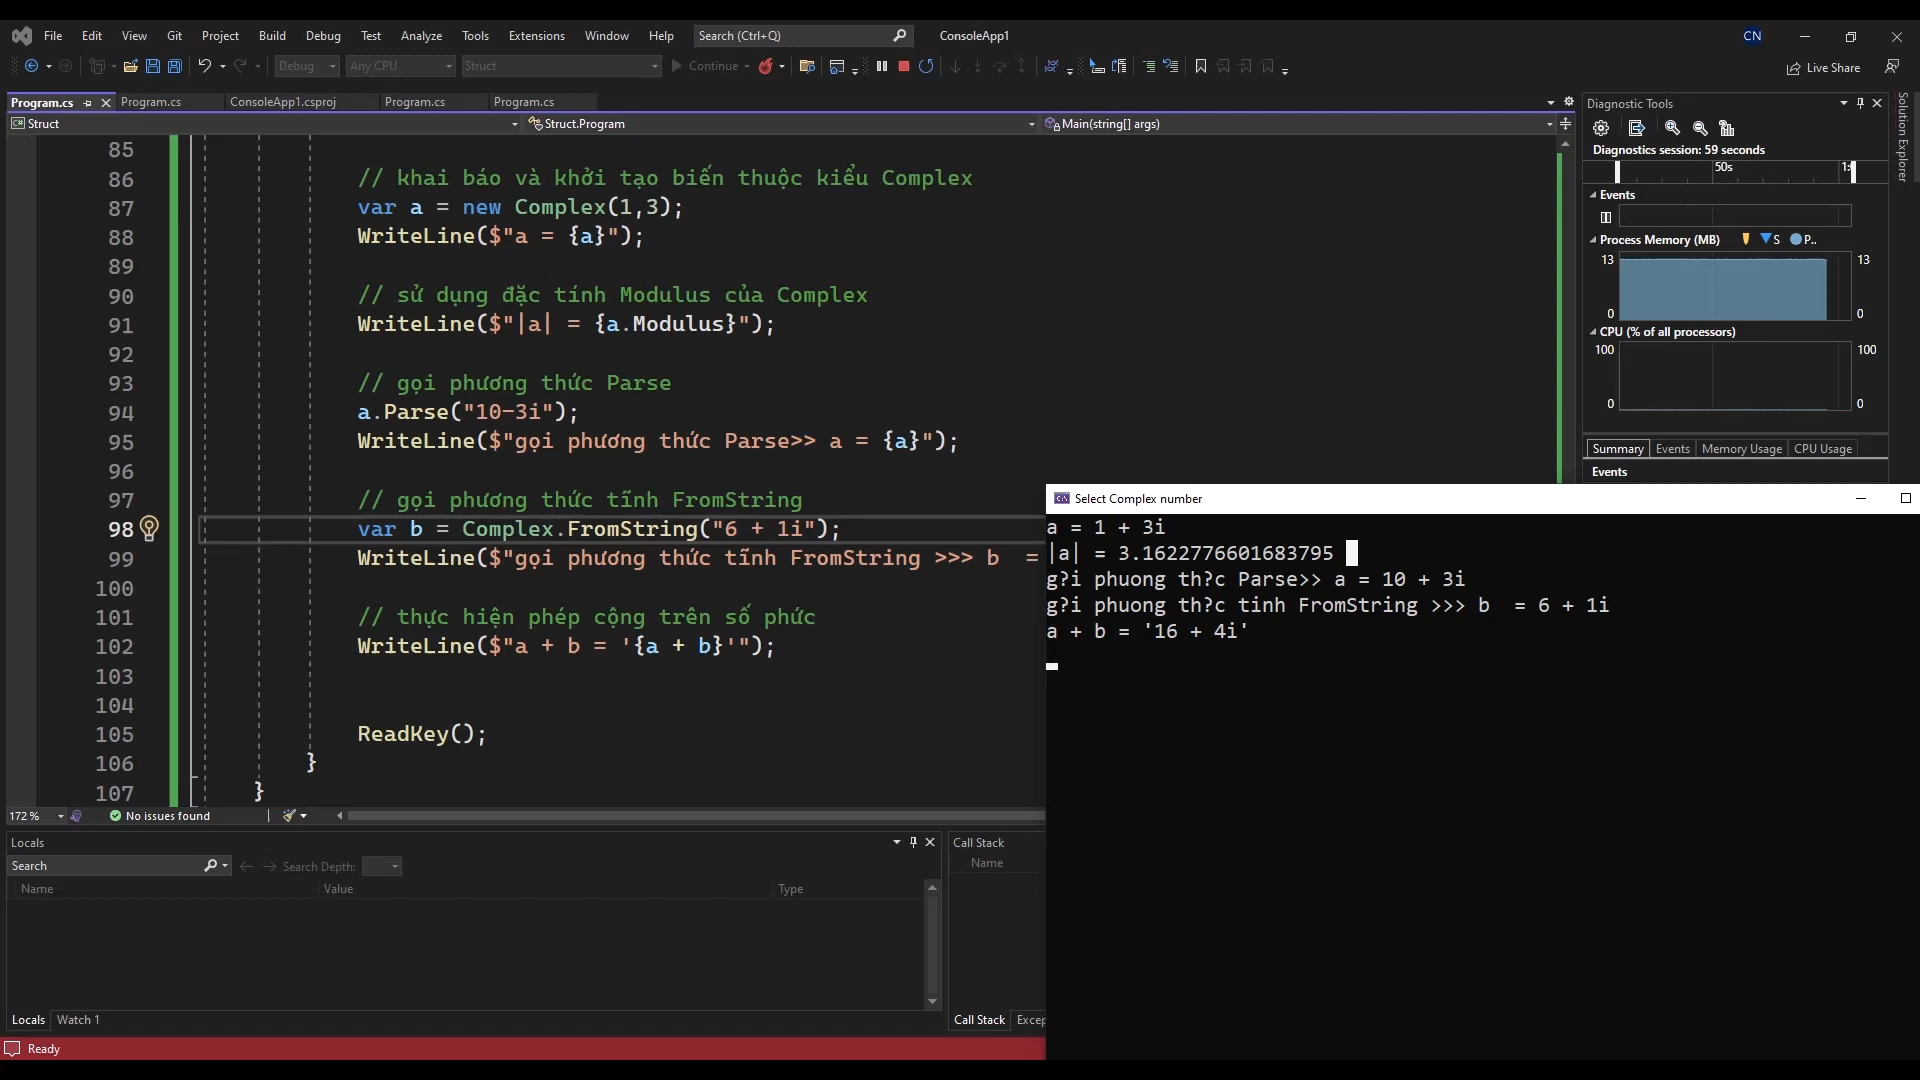 File Edit View Git Project Build Debug Test Analyze Tools Extensions Window Help Search (Ctrl+Q) ConsoleApp1 CN
Debug Any CPU Struct Continue Live Share
Program.cs Program.cs ConsoleApp1.csproj Program.cs Program.cs
Struct Struct.Program Main(string[] args)
85
86 // khai báo và khởi tạo biến thuộc kiểu Complex
87 var a = new Complex(1,3);
88 WriteLine($"a = {a}");
89
90 // sử dụng đặc tính Modulus của Complex
91 WriteLine($"|a| = {a.Modulus}");
92
93 // gọi phương thức Parse
94 a.Parse("10-3i");
95 WriteLine($"gọi phương thức Parse>> a = {a}");
96
97 // gọi phương thức tĩnh FromString
98 var b = Complex.FromString("6 + 1i");
99 WriteLine($"gọi phương thức tĩnh FromString >>> b =
100
101 // thực hiện phép cộng trên số phức
102 WriteLine($"a + b = '{a + b}'");
103
104
105 ReadKey();
106 }
107 }
172 % No issues found
Locals
Search Search Depth:
Name Value Type
Locals Watch 1
Call Stack
Name
Call Stack Excep
Ready
Diagnostic Tools
Diagnostics session: 59 seconds
50s 1:
Events
Process Memory (MB) S P..
13 13
0 0
CPU (% of all processors)
100 100
0 0
Summary Events Memory Usage CPU Usage
Events
Solution Explorer
Select Complex number
a = 1 + 3i
|a| = 3.1622776601683795
g?i phuong th?c Parse>> a = 10 + 3i
g?i phuong th?c tinh FromString >>> b  = 6 + 1i
a + b = '16 + 4i'